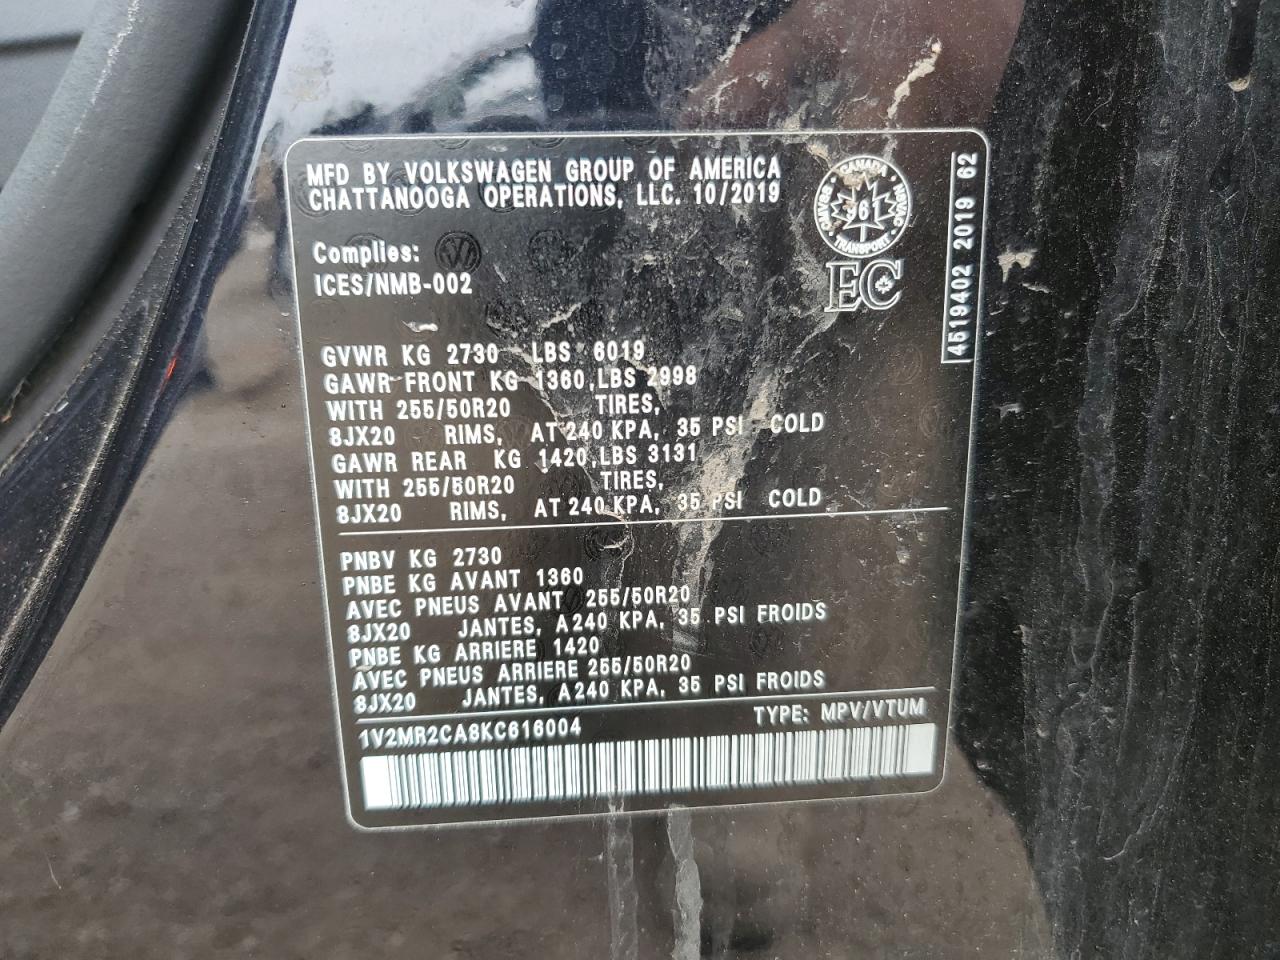 MFD BY VOLKSWAGEN GROUP OF AMERICA
CHATTANOOGA OPERATIONS, LLC. 10/2019
CANADA
CMVSS
NSVAC
TRANSPORT
EC
4519402 2019 62
Complies:
ICES/NMB-002
GVWR KG 2730 LBS 6019
GAWR FRONT KG 1360,LBS 2998
WITH 255/50R20 TIRES,
8JX20 RIMS, AT 240 KPA, 35 PSI COLD
GAWR REAR KG 1420,LBS 3131
WITH 255/50R20 TIRES,
8JX20 RIMS, AT 240 KPA, 35 PSI COLD
PNBV KG 2730
PNBE KG AVANT 1360
AVEC PNEUS AVANT 255/50R20
8JX20 JANTES, A 240 KPA, 35 PSI FROIDS
PNBE KG ARRIERE 1420
AVEC PNEUS ARRIERE 255/50R20
8JX20 JANTES, A 240 KPA, 35 PSI FROIDS
1V2MR2CA8KC616004 TYPE: MPV/VTUM